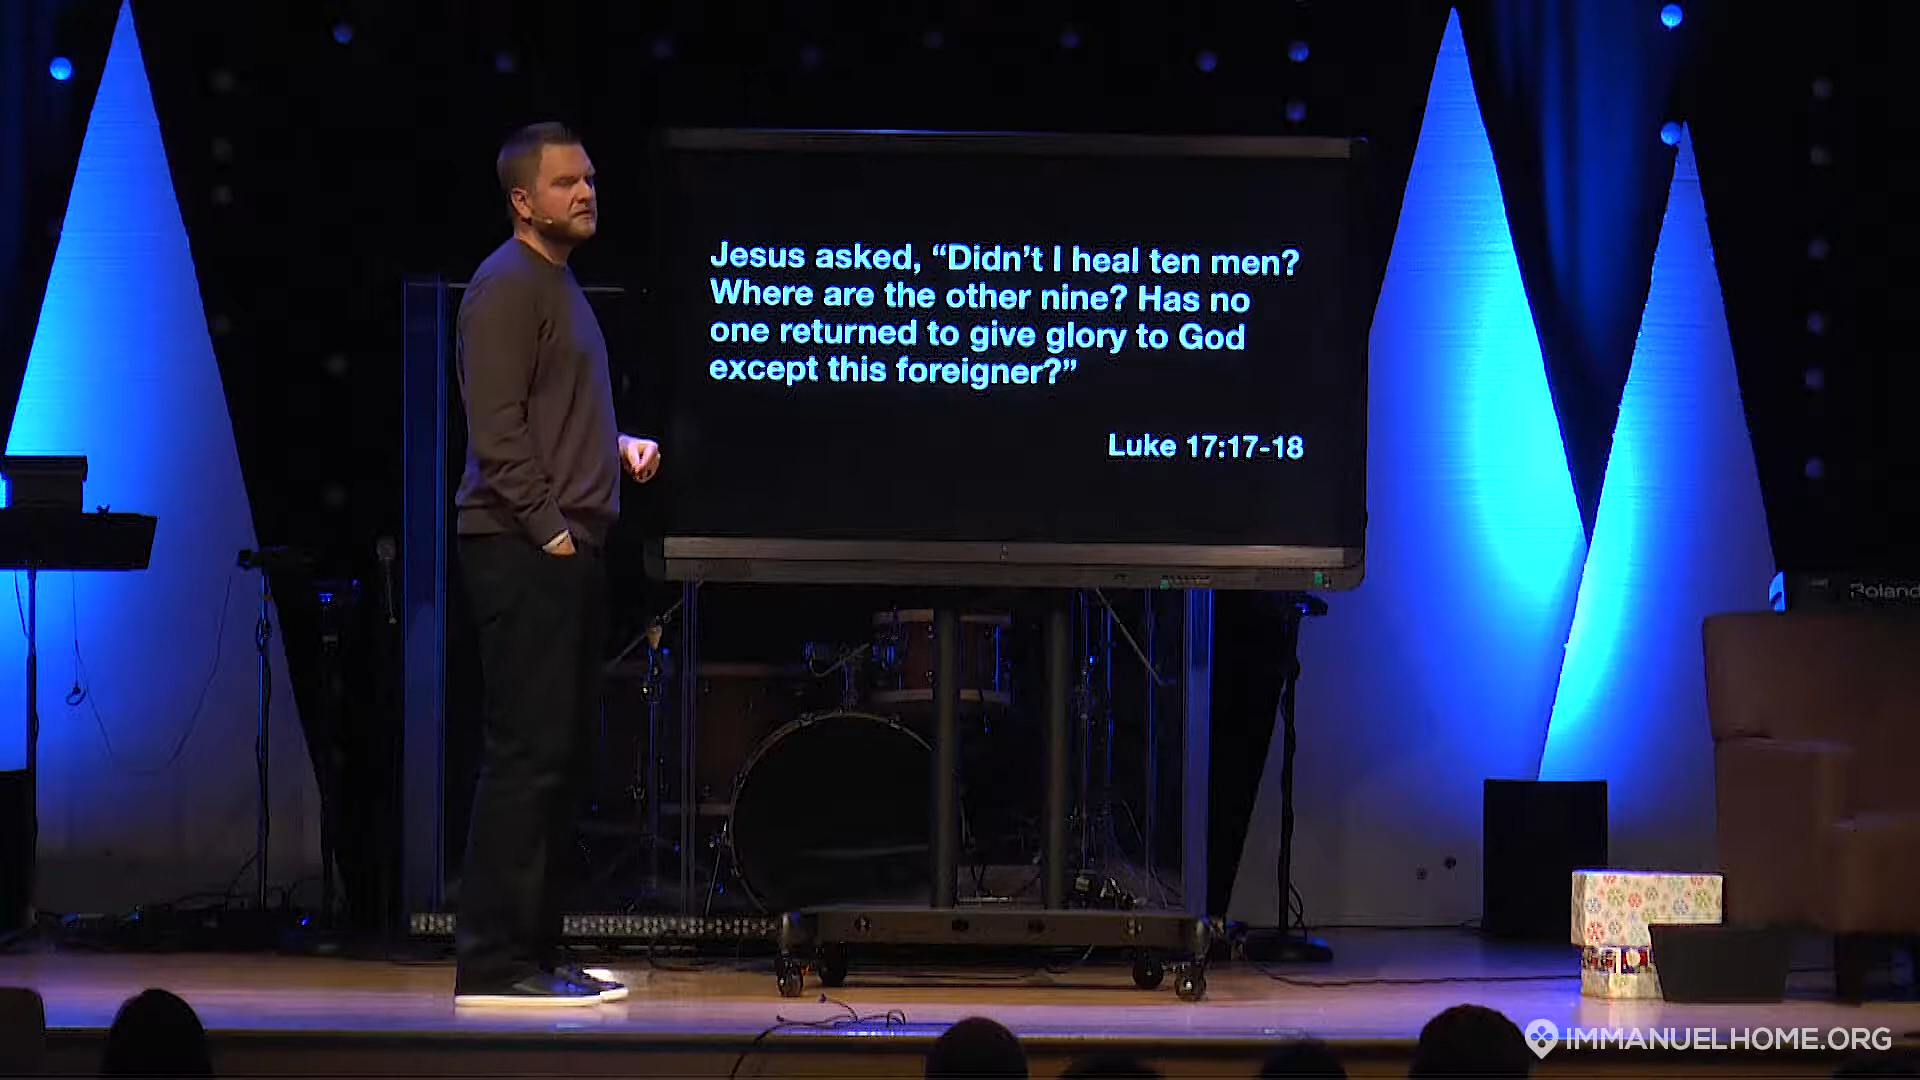 Jesus asked, “Didn’t I heal ten men?
Where are the other nine? Has no
one returned to give glory to God
except this foreigner?”
Luke 17:17-18
Roland
IMMANUELHOME.ORG